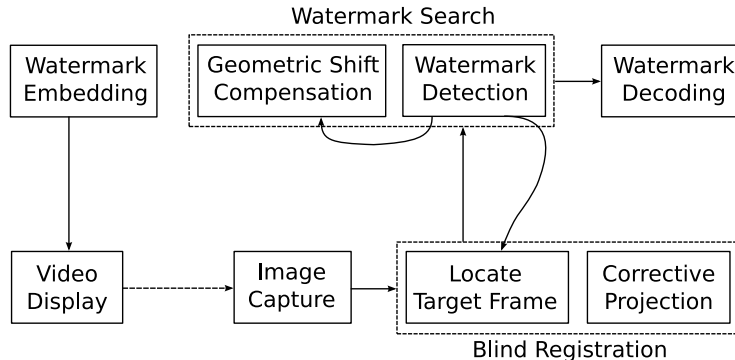 Watermark Search
Watermark
Embedding
Geometric Shift
Compensation
Watermark
Detection
Watermark
Decoding
Video
Display
Image
Capture
Locate
Target Frame
Corrective
Projection
Blind Registration